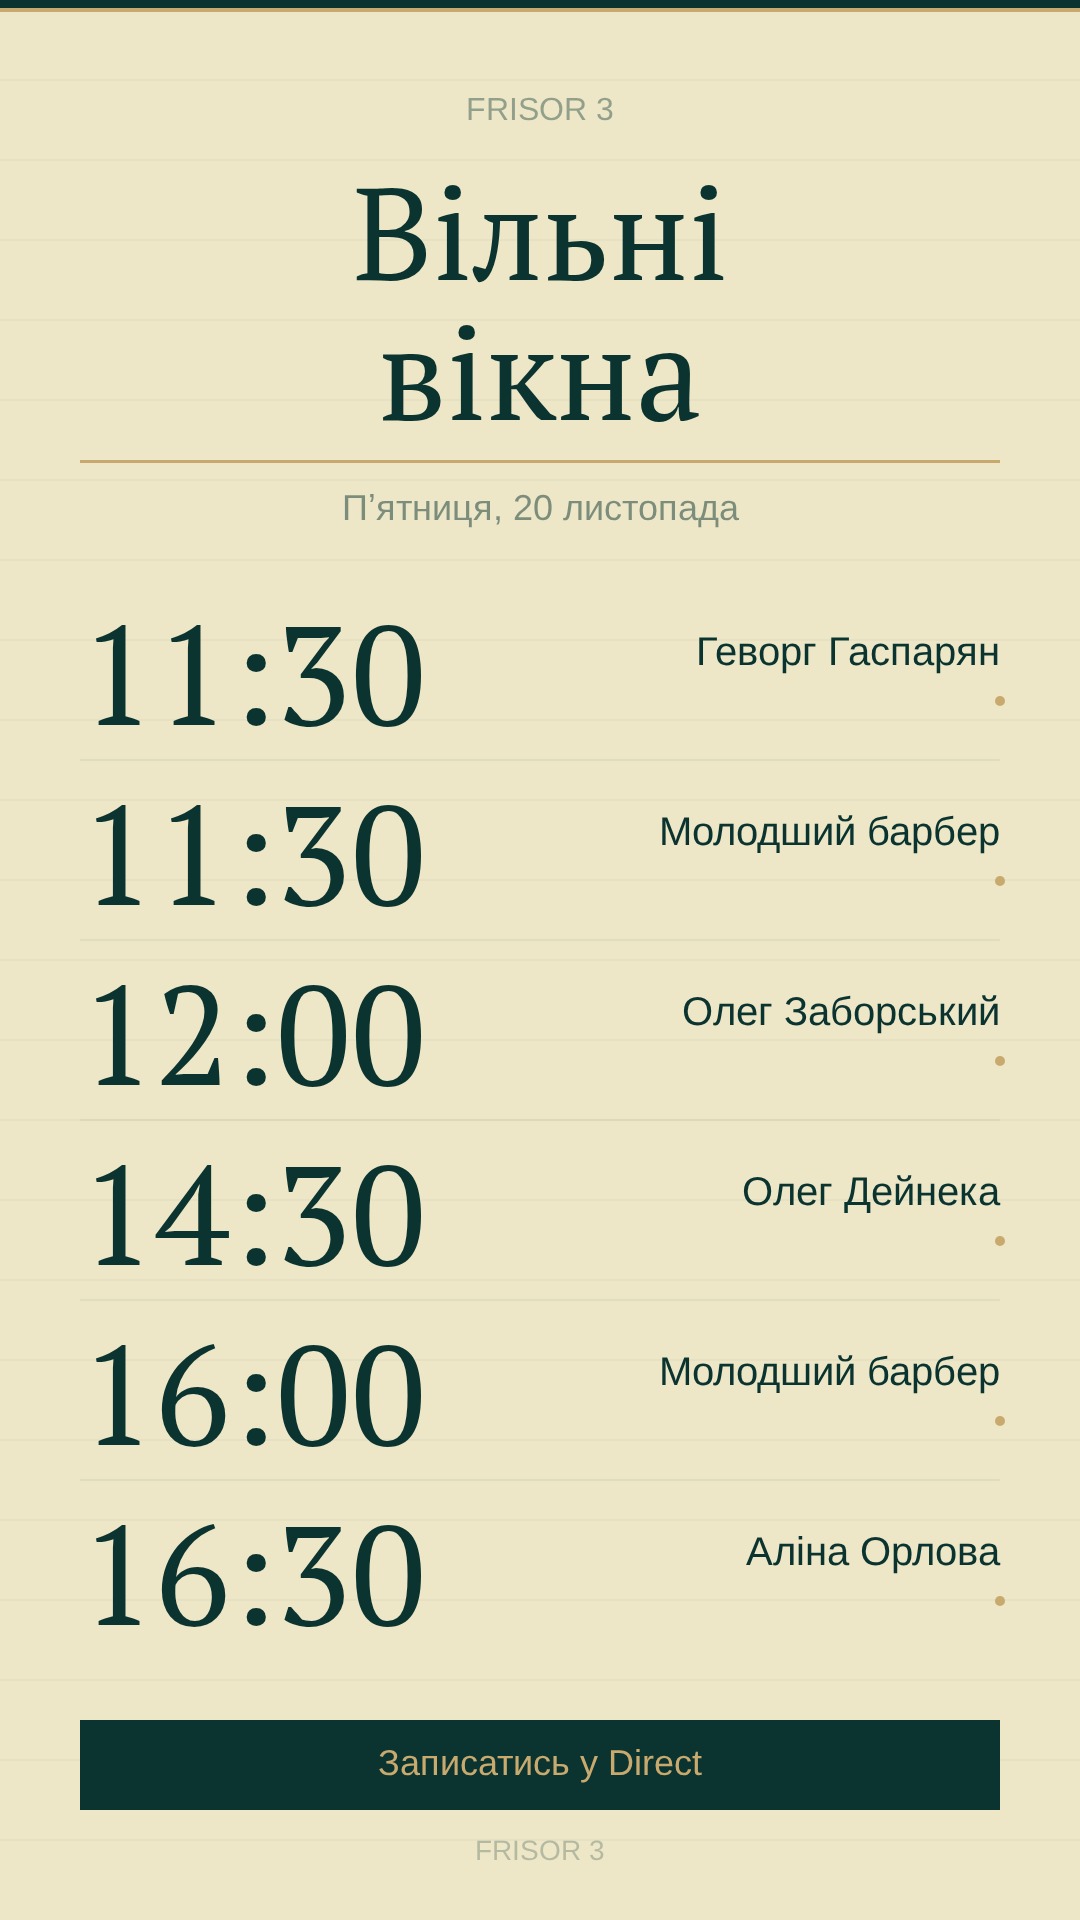 FRISOR 3
Вільні
вікна
П’ятниця, 20 листопада
11:30 Геворг Гаспарян
11:30 Молодший барбер
12:00 Олег Заборський
14:30 Олег Дейнека
16:00 Молодший барбер
16:30 Аліна Орлова
Записатись у Direct
FRISOR 3